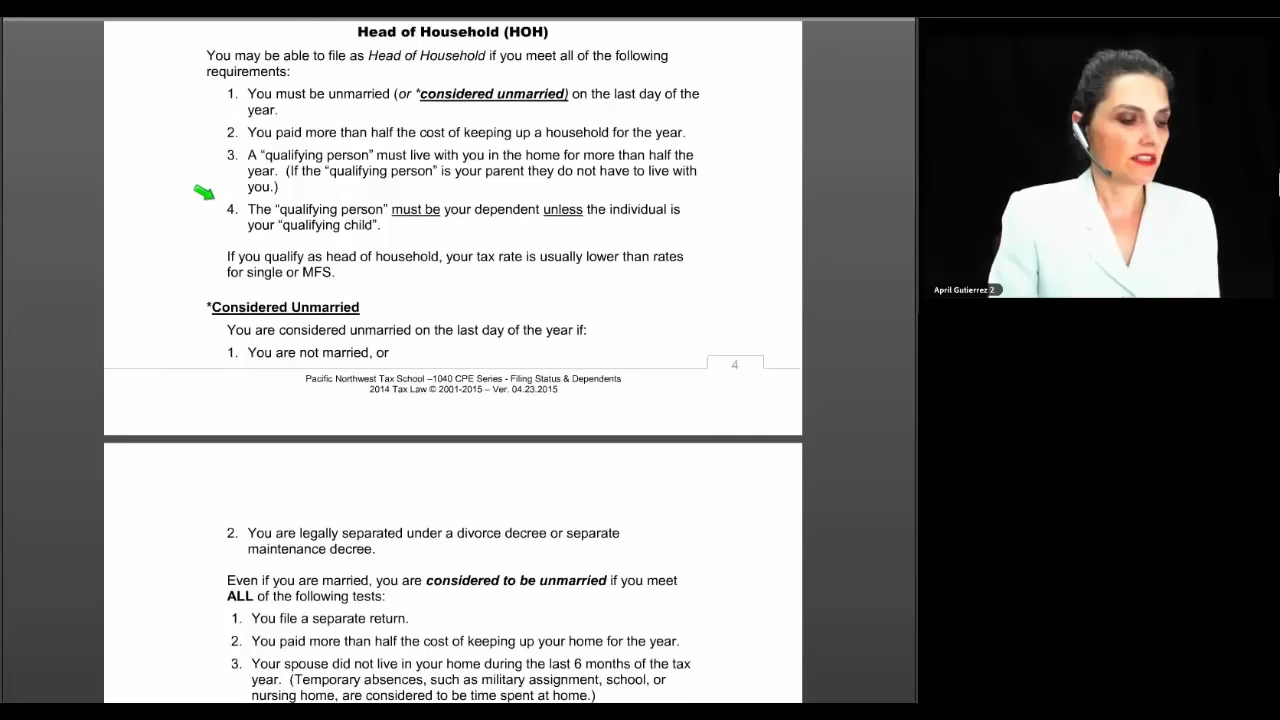 Head of Household (HOH)
You may be able to file as Head of Household if you meet all of the following
requirements:
1. You must be unmarried (or *considered unmarried) on the last day of the
year.
2. You paid more than half the cost of keeping up a household for the year.
3. A “qualifying person” must live with you in the home for more than half the
year. (If the “qualifying person” is your parent they do not have to live with
you.)
4. The “qualifying person” must be your dependent unless the individual is
your “qualifying child”.
If you qualify as head of household, your tax rate is usually lower than rates
for single or MFS.
*Considered Unmarried
You are considered unmarried on the last day of the year if:
1. You are not married, or
4
Pacific Northwest Tax School –1040 CPE Series - Filing Status & Dependents
2014 Tax Law © 2001-2015 – Ver. 04.23.2015
2. You are legally separated under a divorce decree or separate
maintenance decree.
Even if you are married, you are considered to be unmarried if you meet
ALL of the following tests:
1. You file a separate return.
2. You paid more than half the cost of keeping up your home for the year.
3. Your spouse did not live in your home during the last 6 months of the tax
year. (Temporary absences, such as military assignment, school, or
nursing home, are considered to be time spent at home.)
April Gutierrez 2